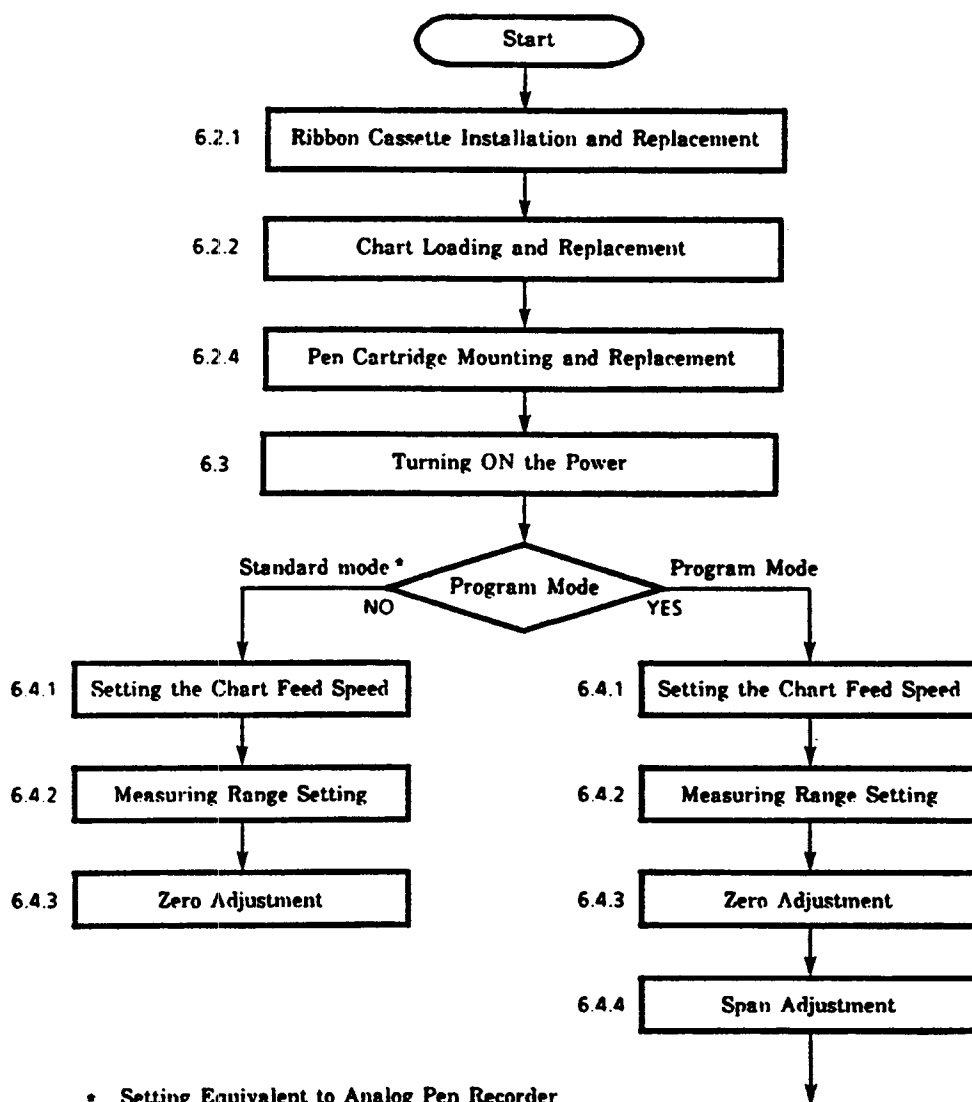 Start
6.2.1 Ribbon Cassette Installation and Replacement
6.2.2 Chart Loading and Replacement
6.2.4 Pen Cartridge Mounting and Replacement
6.3 Turning ON the Power
Standard mode * Program Mode Program Mode
NO YES
6.4.1 Setting the Chart Feed Speed 6.4.1 Setting the Chart Feed Speed
6.4.2 Measuring Range Setting 6.4.2 Measuring Range Setting
6.4.3 Zero Adjustment 6.4.3 Zero Adjustment
6.4.4 Span Adjustment
* Setting Equivalent to Analog Pen Recorder